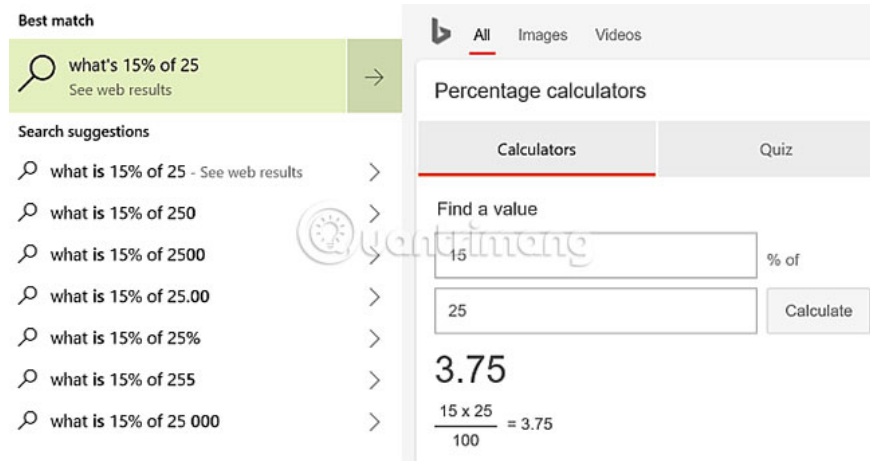 Best match
what's 15% of 25
See web results
Search suggestions
what is 15% of 25 - See web results
what is 15% of 250
what is 15% of 2500
what is 15% of 25.00
what is 15% of 25%
what is 15% of 255
what is 15% of 25 000
All Images Videos
Percentage calculators
Calculators Quiz
Find a value
15 % of
25 Calculate
3.75
15 x 25
100
= 3.75
Quantrimang